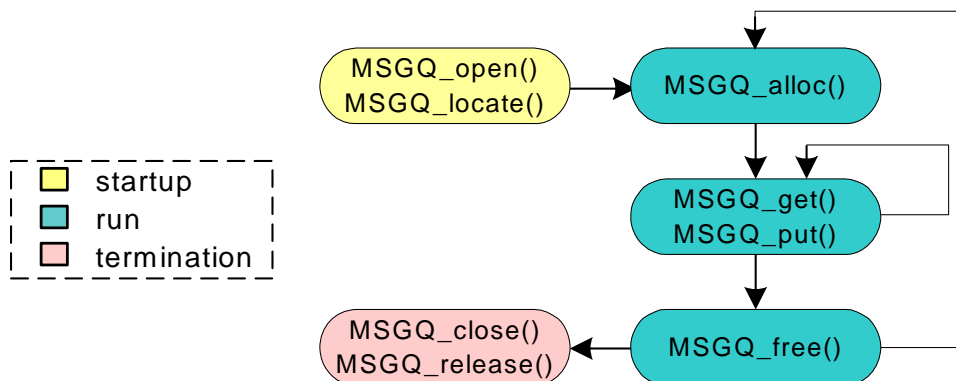 MSGQ_open()
MSGQ_locate()
MSGQ_alloc()
startup
run
termination
MSGQ_get()
MSGQ_put()
MSGQ_close()
MSGQ_release()
MSGQ_free()